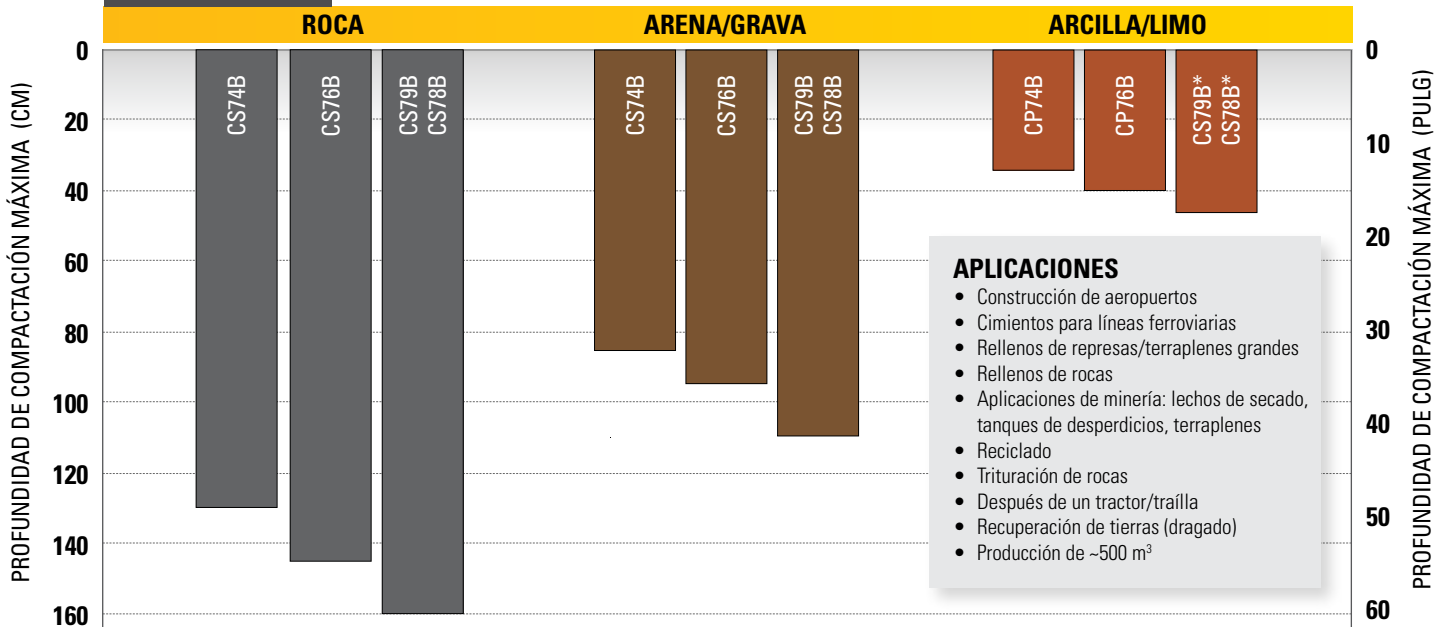 ROCA
ARENA/GRAVA
ARCILLA/LIMO
PROFUNDIDAD DE COMPACTACIÓN MÁXIMA (CM)
0
20
40
60
80
100
120
140
160
CS74B
CS76B
CS79B
CS78B
CS74B
CS76B
CS79B
CS78B
CP74B
CP76B
CS79B*
CS78B*
APLICACIONES
• Construcción de aeropuertos
• Cimientos para líneas ferroviarias
• Rellenos de represas/terraplenes grandes
• Rellenos de rocas
• Aplicaciones de minería: lechos de secado,
tanques de desperdicios, terraplenes
• Reciclado
• Trituración de rocas
• Después de un tractor/traílla
• Recuperación de tierras (dragado)
• Producción de ~500 m³
0
10
20
30
40
50
60
PROFUNDIDAD DE COMPACTACIÓN MÁXIMA (PULG)